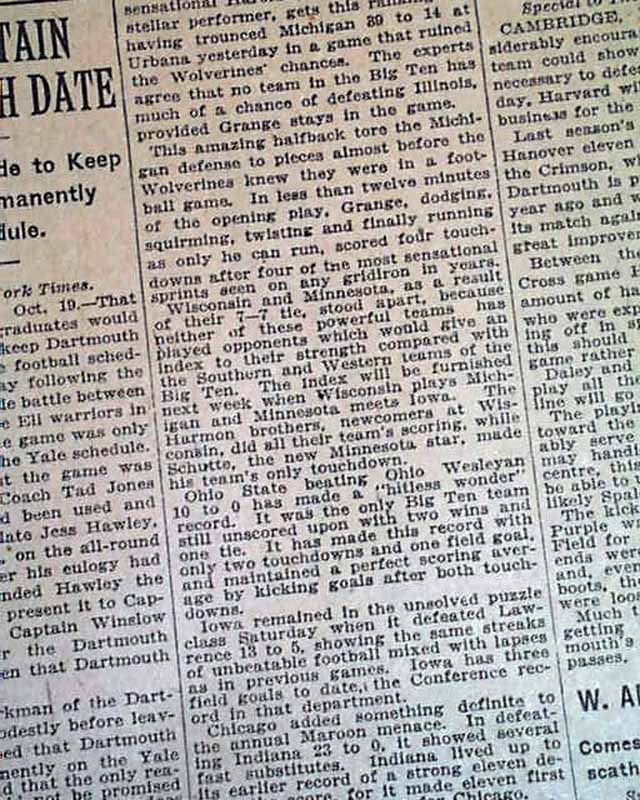 TAIN
H DATE
de to Keep
manently
dule.
ork Times.
Oct. 19.—That
raduates would
keep Dartmouth
football sched-
ay following the
le battle between
e Eli warriors in
e game was only
he Yale schedule.
t the game was
Coach Tad Jones
d been used and
late Jess Hawley,
on the all-round
er his eulogy had
nded Hawley the
present it to Cap-
Captain Winslow
r the Dartmouth
en that Dartmouth
kman of the Dart-
odestly before leav-
ed that Dartmouth
nently on the Yale
d that the only rea-
not be promised
sensational
stellar performer, gets this
having trounced Michigan 39 to 14 at
Urbana yesterday in a game that ruined
the Wolverines' chances. The experts
agree that no team in the Big Ten has
much of a chance of defeating Illinois,
provided Grange stays in the game.
This amazing halfback tore the Michi-
gan defense to pieces almost before the
Wolverines knew they were in a foot-
ball game. In less than twelve minutes
of the opening play, Grange, dodging,
squirming, twisting and finally running
as only he can run, scored four touch-
downs after four of the most sensational
sprints seen on any gridiron in years.
Wisconsin and Minnesota, as a result
of their 7—7 tie, stood apart, because
neither of these powerful teams has
played opponents which would give an
index to their strength compared with
the Southern and Western teams of the
Big Ten. The index will be furnished
next week when Wisconsin plays Mich-
igan and Minnesota meets Iowa. The
Harmon brothers, newcomers at Wis-
consin, did all their team's scoring, while
Schutte, the new Minnesota star, made
his team's only touchdown.
Ohio State beating Ohio Wesleyan
10 to 0 has made a "hitless wonder"
record. It was the only Big Ten team
still unscored upon with two wins and
one tie. It has made this record with
only two touchdowns and one field goal,
and maintained a perfect scoring aver-
age by kicking goals after both touch-
downs.
Iowa remained in the unsolved puzzle
class Saturday when it defeated Law-
rence 13 to 5, showing the same streaks
of unbeatable football mixed with lapses
as in previous games. Iowa has three
field goals to date, the Conference rec-
ord in that department.
Chicago added something definite to
the annual Maroon menace. In defeat-
ing Indiana 23 to 0, it showed several
fast substitutes. Indiana lived up to
its earlier record of a strong eleven de-
score, for it made eleven first
Chicago.
Special to
CAMBRIDGE,
siderably encoura
team could show
necessary to defe
day, Harvard wi
business for the
Last season's
Hanover eleven
the Crimson, w
Dartmouth is p
year ago and w
its match again
great improve
Between the
Cross game
amount of ha
who were exp
ing off in s
this should
game rather
Daley and
play all th
line will go
The playi
toward the
ably serve
may handi
centre, this
be able to
likely Spa
The kick
Purple w
Field for
ends wer
and, even
boots, th
were loo
Much
getting
mouth's
passes.
W. A
Comes
scath